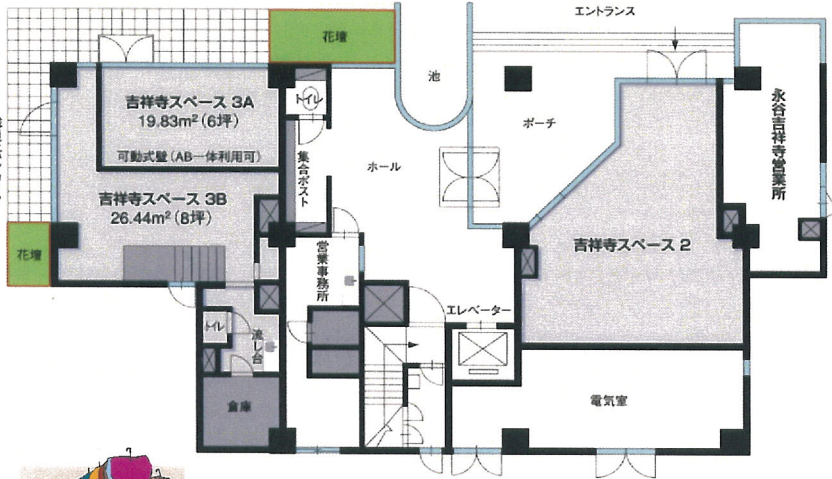 エントランス
花壇
池
ポーチ
トイレ
吉祥寺スペース 3A
19.83m²(6坪)
可動式壁(AB一体利用可)
集合ポスト
ホール
永谷吉祥寺営業所
吉祥寺スペース 3B
26.44m²(8坪)
吉祥寺スペース 2
花壇
営業事務所
エレベーター
トイレ
流し台
倉庫
電気室